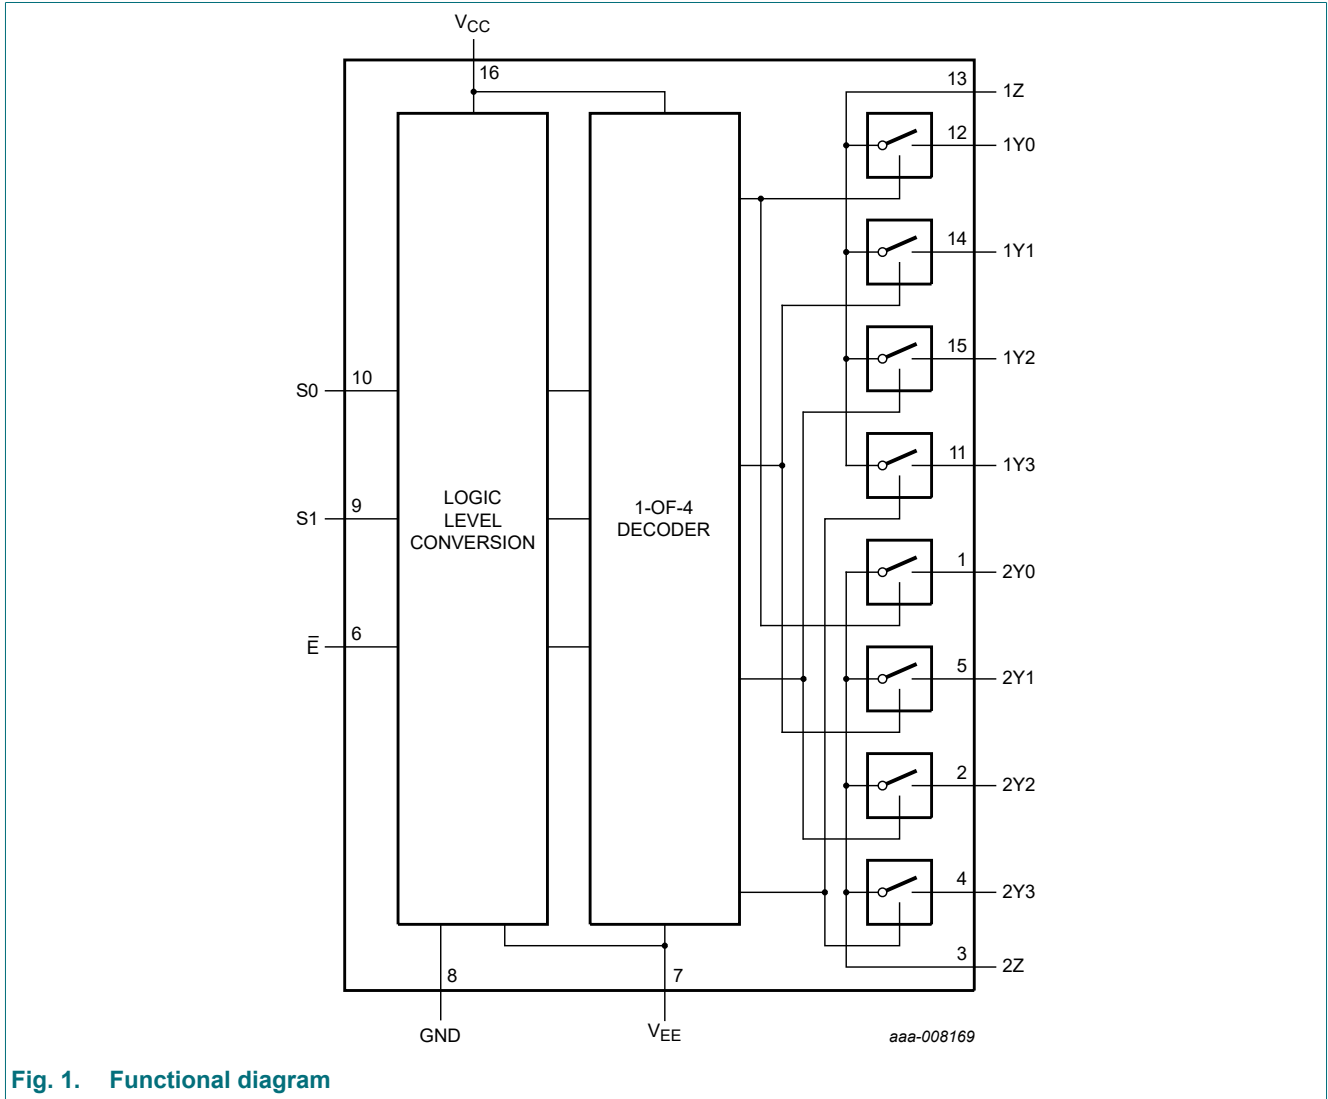 VCC
16
13
1Z
12
1Y0
14
1Y1
15
1Y2
S0
10
11
1Y3
LOGIC
LEVEL
CONVERSION
1-OF-4
DECODER
S1
9
1
2Y0
E̅
6
5
2Y1
2
2Y2
4
2Y3
3
2Z
8
7
GND
VEE
aaa-008169
Fig. 1. Functional diagram